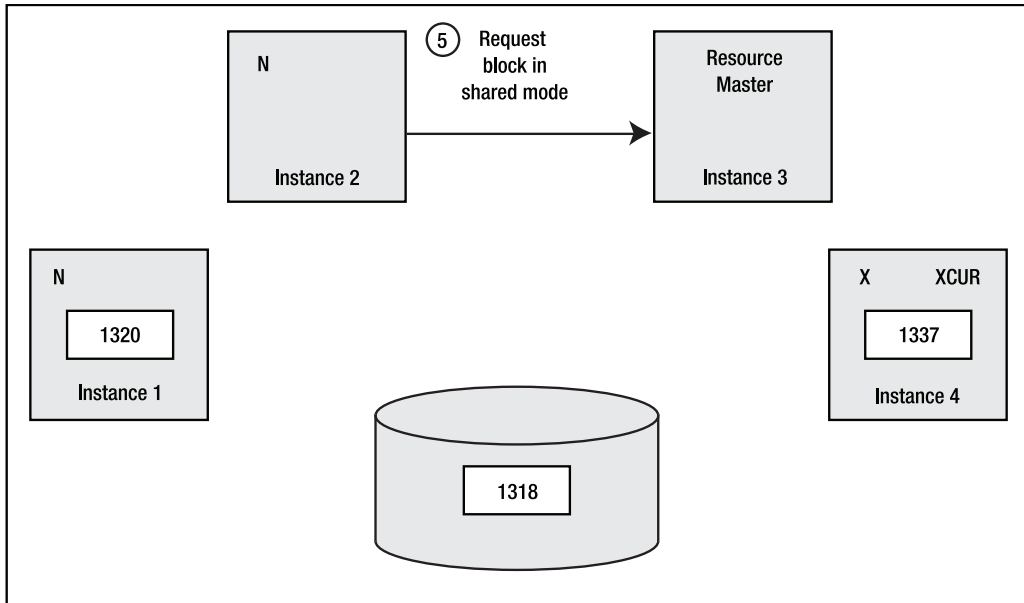 5
Request
block in
shared mode
N
Instance 2
Resource
Master
Instance 3
N
1320
Instance 1
X XCUR
1337
Instance 4
1318